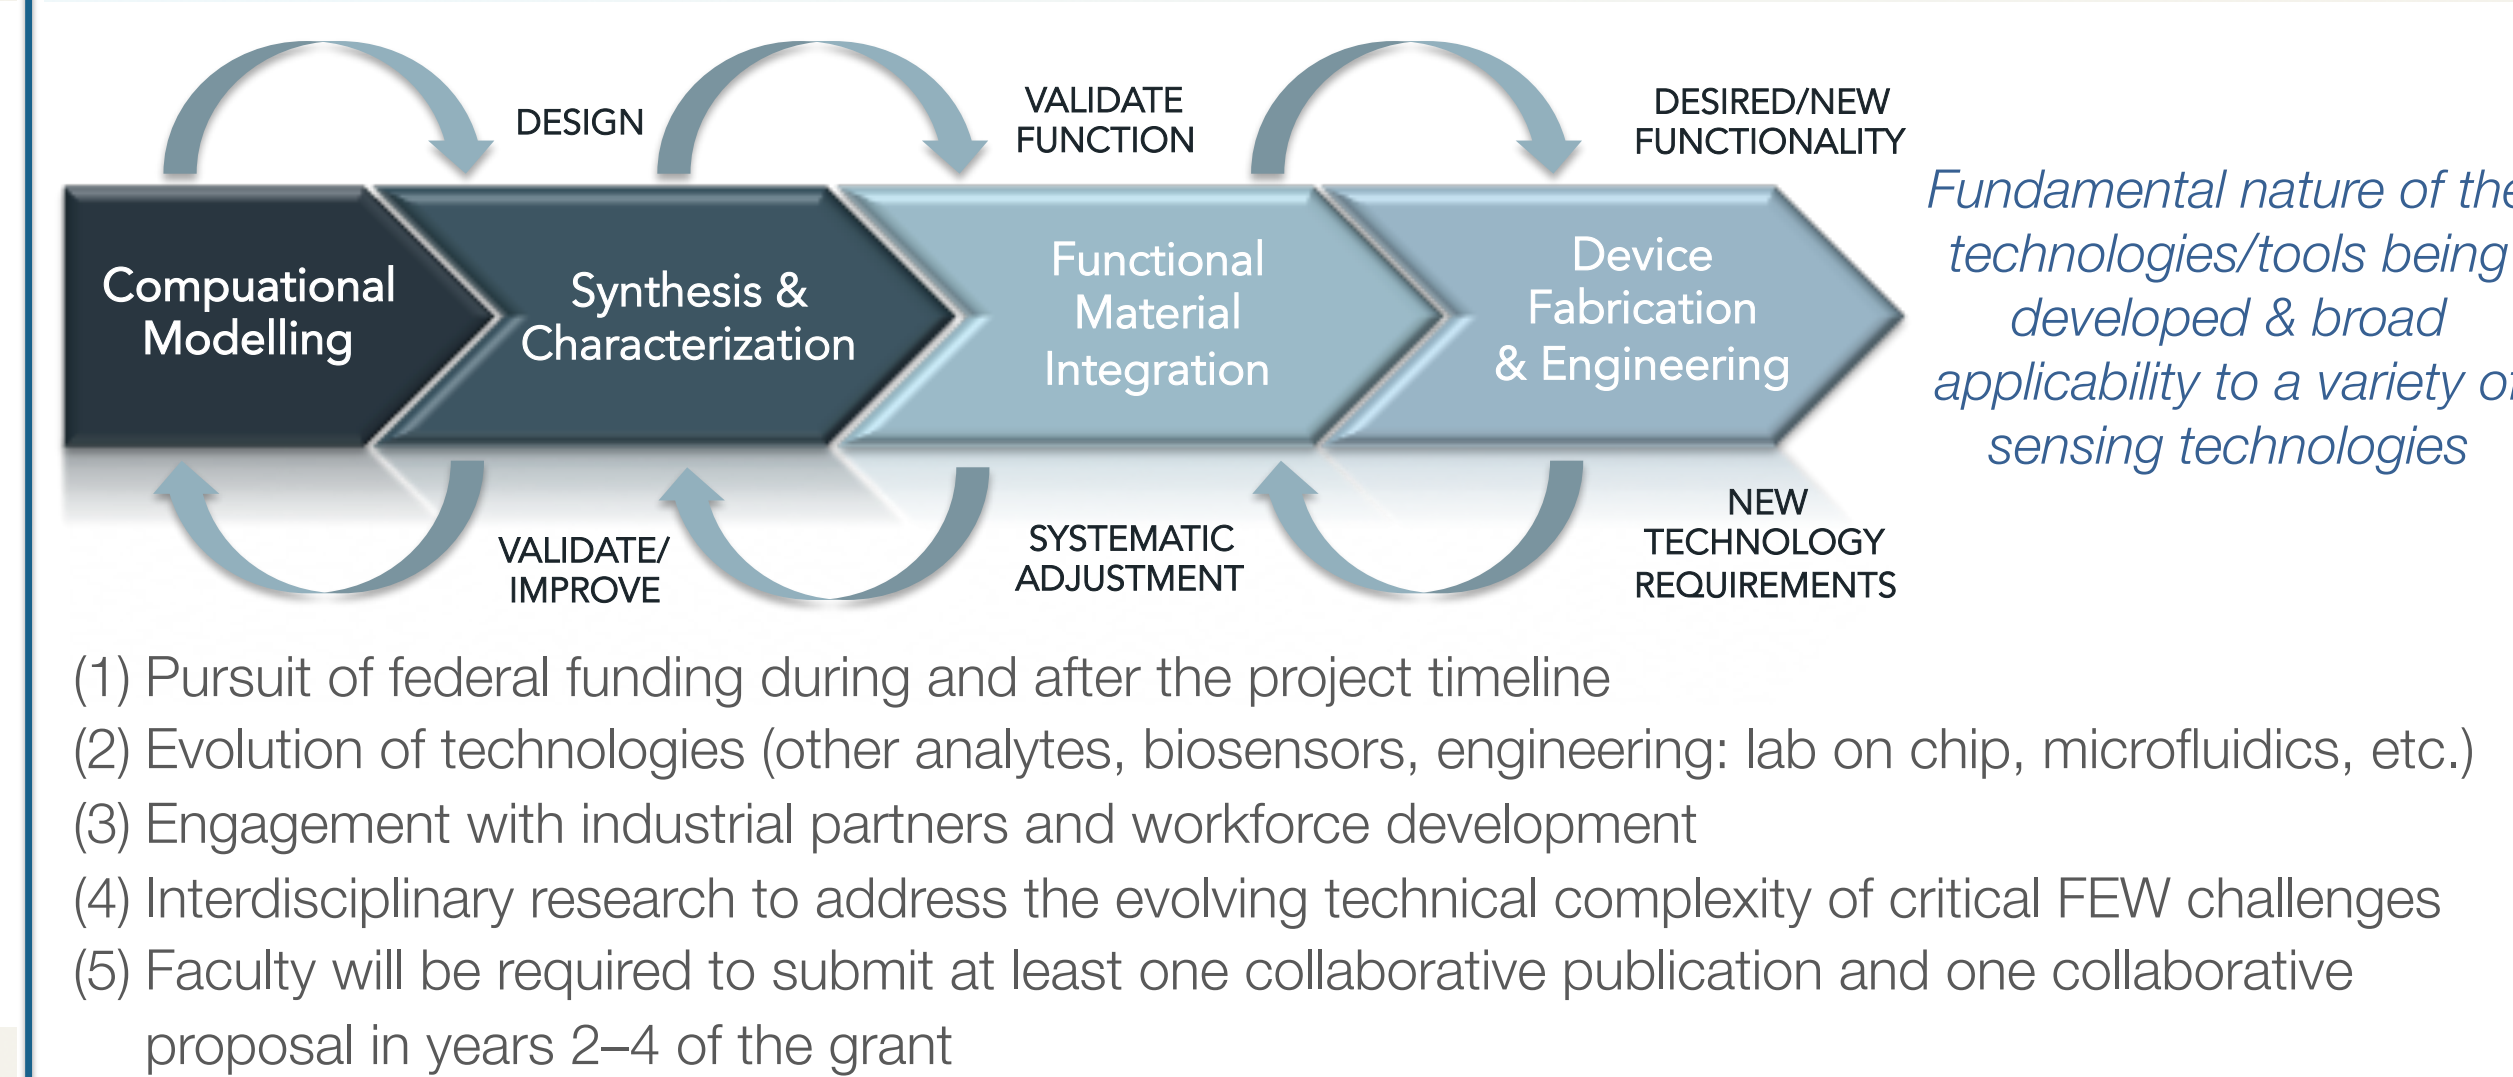 DESIGN
VALIDATE
FUNCTION
DESIRED/NEW
FUNCTIONALITY
Compuational
Modelling
Synthesis &
Characterization
Functional
Material
Integration
Device
Fabrication
& Engineering
Fundamental nature of the
technologies/tools being
developed & broad
applicability to a variety of
sensing technologies
VALIDATE/
IMPROVE
SYSTEMATIC
ADJUSTMENT
NEW
TECHNOLOGY
REQUIREMENTS
(1) Pursuit of federal funding during and after the project timeline
(2) Evolution of technologies (other analytes, biosensors, engineering: lab on chip, microfluidics, etc.)
(3) Engagement with industrial partners and workforce development
(4) Interdisciplinary research to address the evolving technical complexity of critical FEW challenges
(5) Faculty will be required to submit at least one collaborative publication and one collaborative
proposal in years 2–4 of the grant